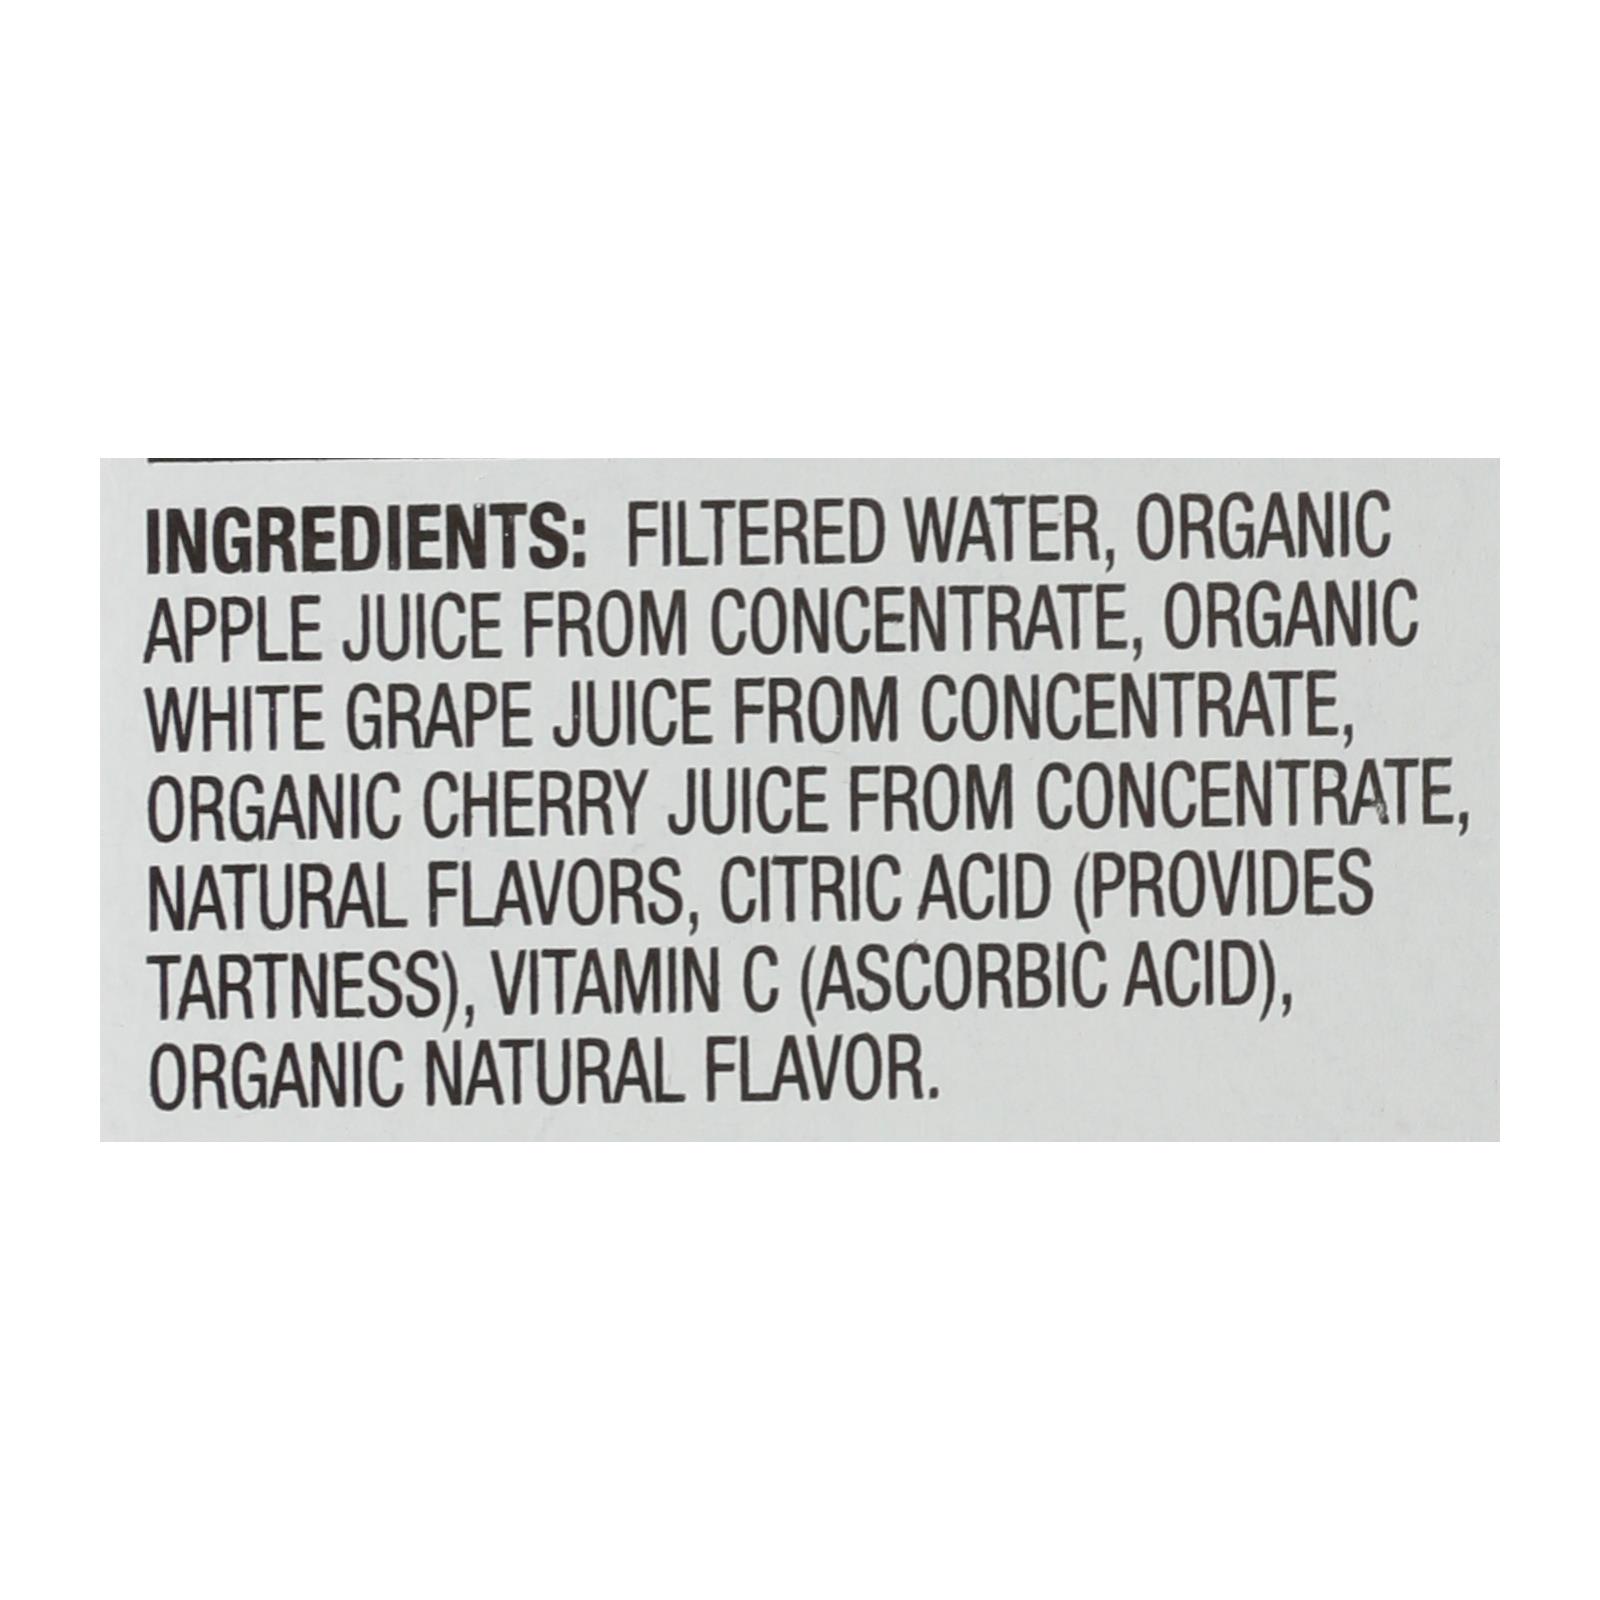 INGREDIENTS: FILTERED WATER, ORGANIC
APPLE JUICE FROM CONCENTRATE, ORGANIC
WHITE GRAPE JUICE FROM CONCENTRATE,
ORGANIC CHERRY JUICE FROM CONCENTRATE,
NATURAL FLAVORS, CITRIC ACID (PROVIDES
TARTNESS), VITAMIN C (ASCORBIC ACID),
ORGANIC NATURAL FLAVOR.